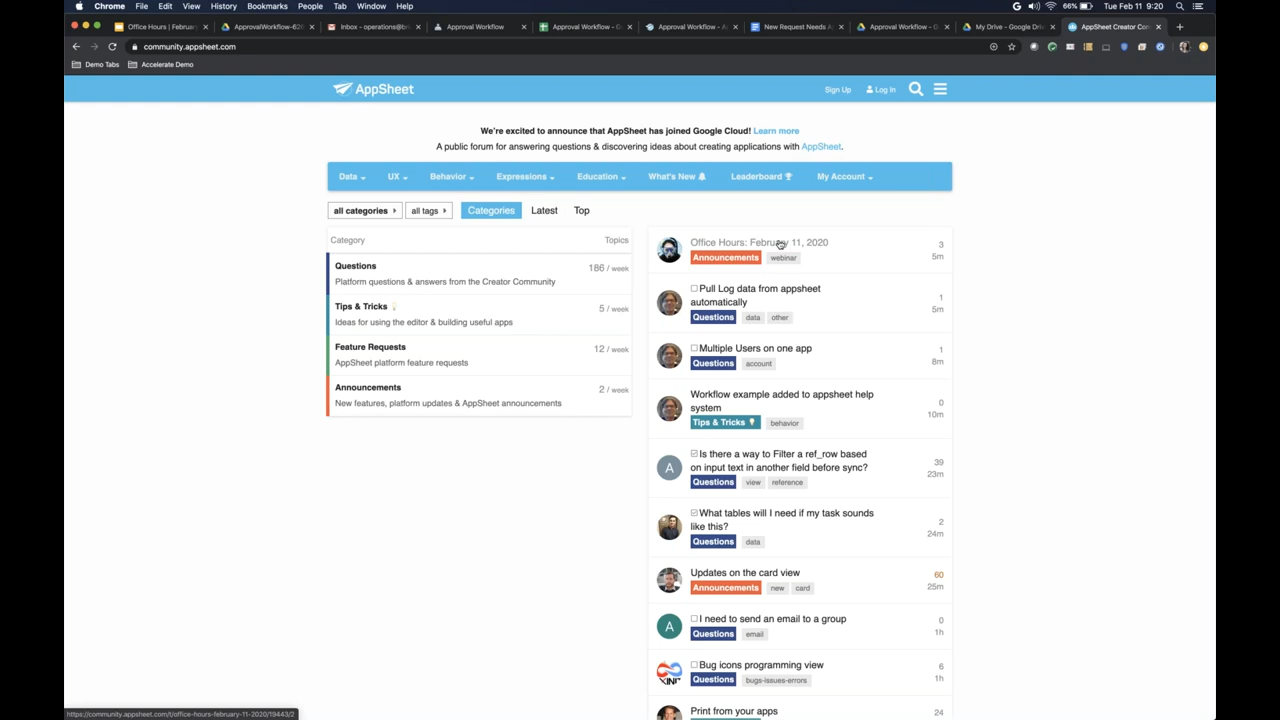 Chrome File Edit View History Bookmarks People Tab Window Help 66% Tue Feb 11 9:20
Office Hours | February ApprovalWorkflow-62 Inbox - operations@b Approval Workflow Approval Workflow - Approval Workflow - New Request Needs Approval Workflow - My Drive - Google Dri AppSheet Creator Com
community.appsheet.com
Demo Tabs Accelerate Demo
AppSheet Sign Up Log In
We're excited to announce that AppSheet has joined Google Cloud! Learn more
A public forum for answering questions & discovering ideas about creating applications with AppSheet.
Data UX Behavior Expressions Education What's New Leaderboard My Account
all categories all tags Categories Latest Top
Category Topics
Questions 186 / week
Platform questions & answers from the Creator Community
Tips & Tricks 5 / week
Ideas for using the editor & building useful apps
Feature Requests 12 / week
AppSheet platform feature requests
Announcements 2 / week
New features, platform updates & AppSheet announcements
Office Hours: February 11, 2020 3
Announcements webinar 5m
Pull Log data from appsheet 1
automatically 5m
Questions data other
Multiple Users on one app 1
Questions account 8m
Workflow example added to appsheet help 0
system 10m
Tips & Tricks behavior
A Is there a way to Filter a ref_row based 39
on input text in another field before sync? 23m
Questions view reference
What tables will I need if my task sounds 2
like this? 24m
Questions data
Updates on the card view 60
Announcements new card 25m
A I need to send an email to a group 0
Questions email 1h
Bug icons programming view 6
Questions bugs-issues-errors 1h
Print from your apps 24
https://community.appsheet.com/t/office-hours-february-11-2020/19443/2